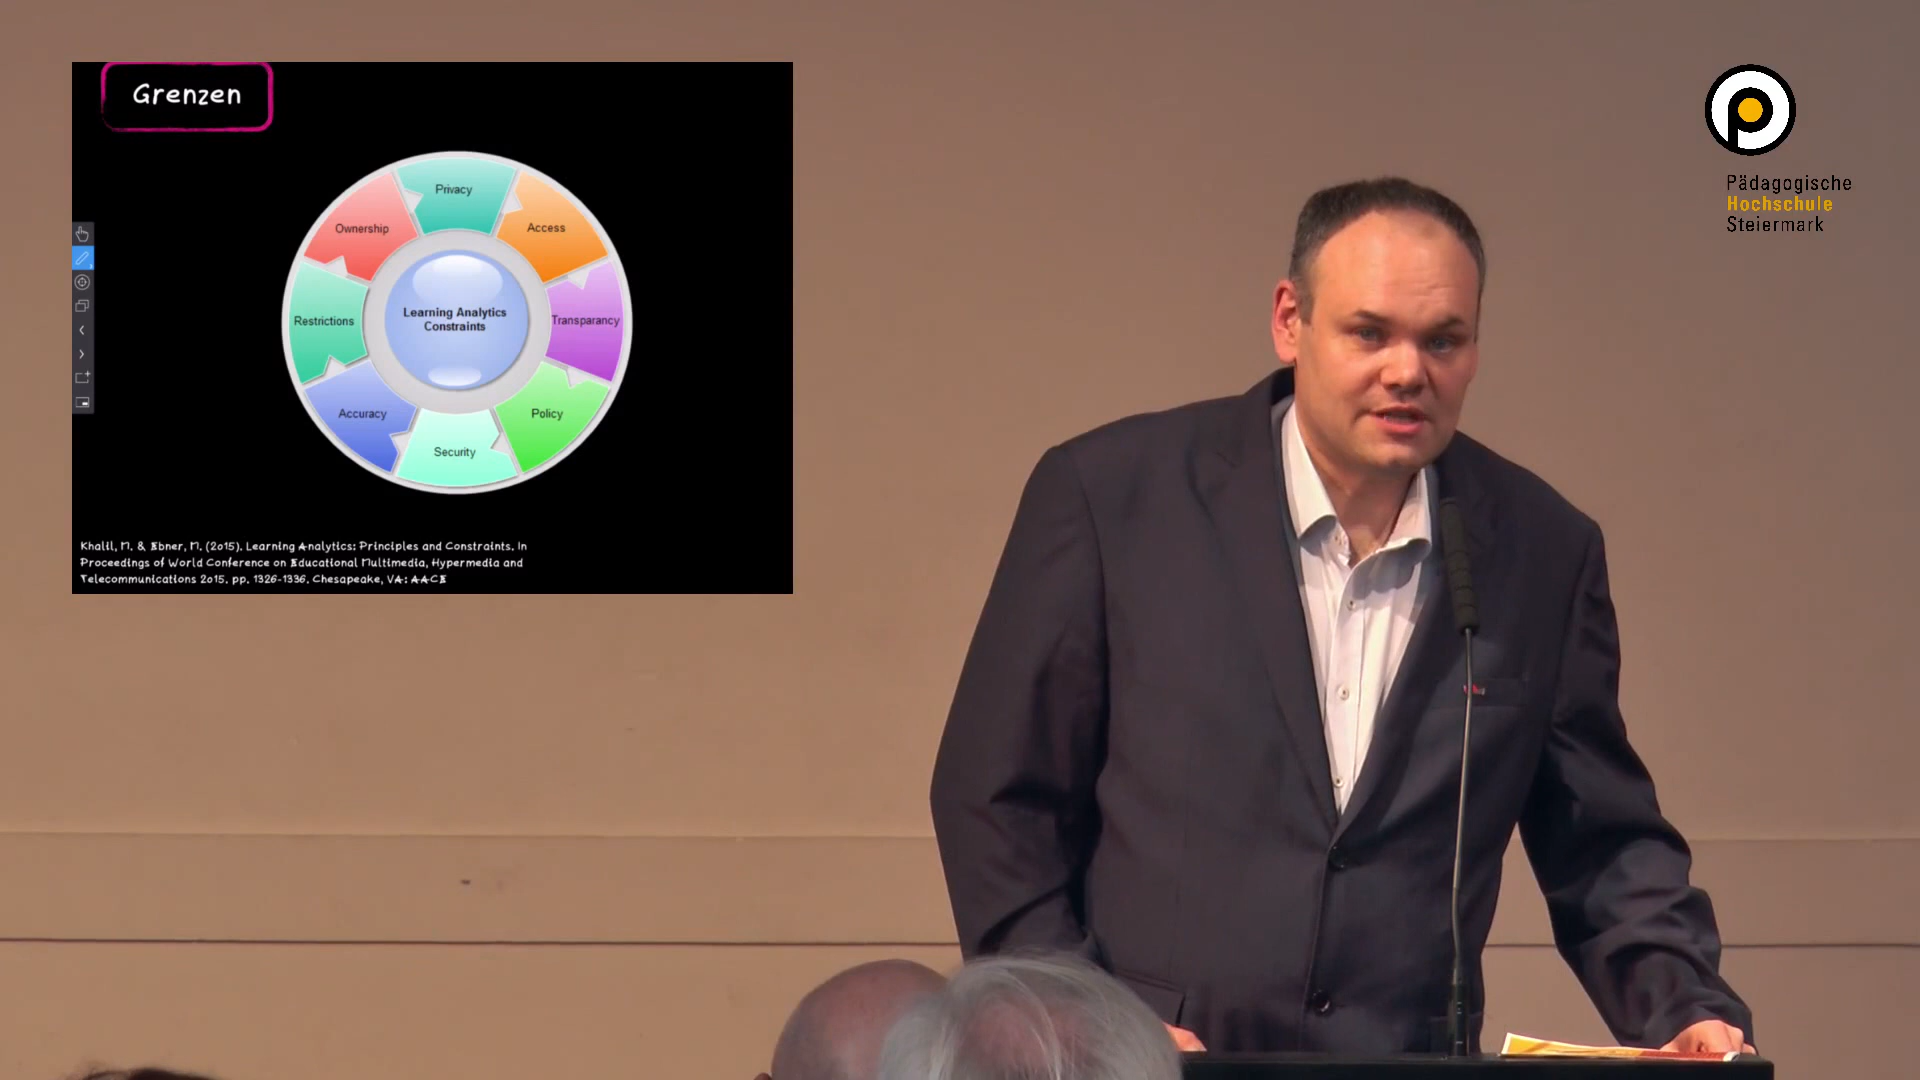 Grenzen
Privacy
Access
Ownership
Restrictions
Learning Analytics
Constraints
Transparancy
Accuracy
Policy
Security
Khalil, M. & Ebner, M. (2015). Learning Analytics: Principles and Constraints. In
Proceedings of World Conference on Educational Multimedia, Hypermedia and
Telecommunications 2015. pp. 1326-1336. Chesapeake, VA: AACE
Pädagogische
Hochschule
Steiermark